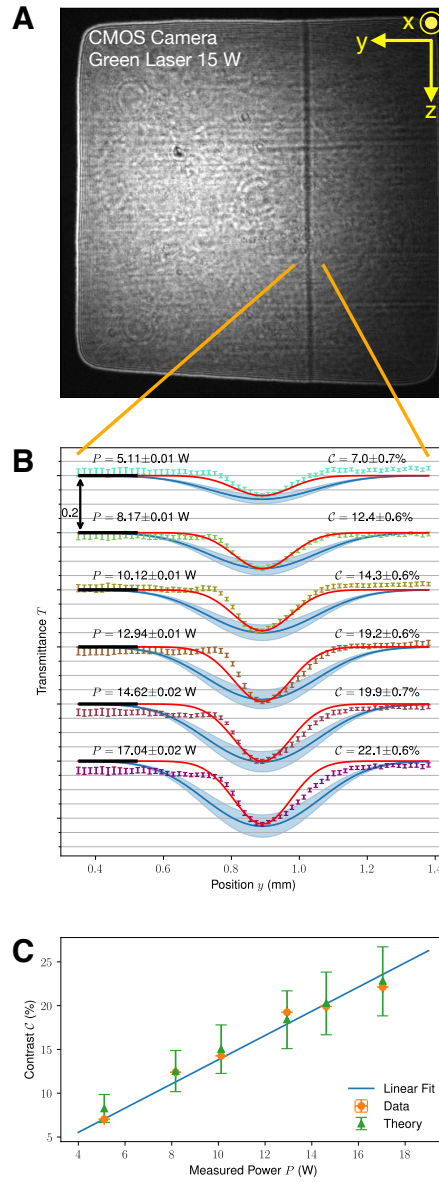 A
CMOS Camera
Green Laser 15 W
x
y
z
B
P = 5.11±0.01 W
C = 7.0±0.7%
0.2
P = 8.17±0.01 W
C = 12.4±0.6%
P = 10.12±0.01 W
C = 14.3±0.6%
P = 12.94±0.01 W
C = 19.2±0.6%
P = 14.62±0.02 W
C = 19.9±0.7%
P = 17.04±0.02 W
C = 22.1±0.6%
Transmittance T
0.4 0.6 0.8 1.0 1.2 1.4
Position y (mm)
C
25
20
15
10
5
Contrast C (%)
Linear Fit
Data
Theory
4 6 8 10 12 14 16 18
Measured Power P (W)